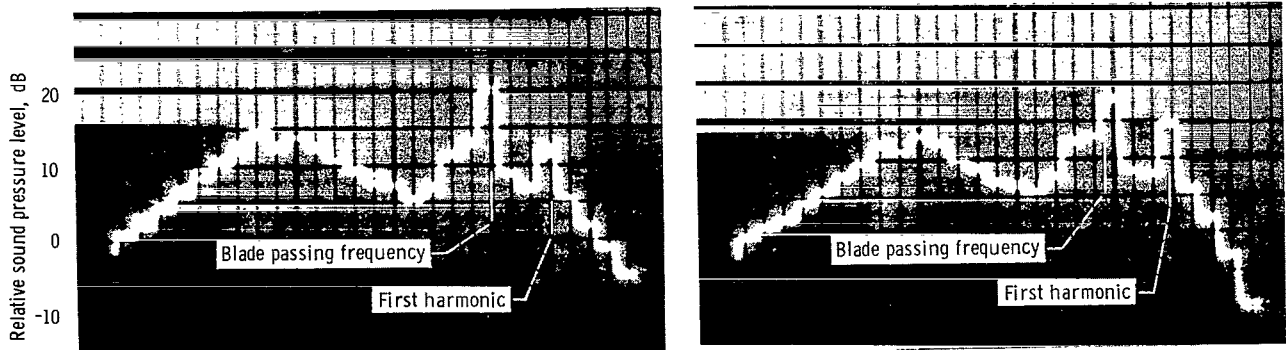 Relative sound pressure level, dB
20
10
0
-10
Blade passing frequency
First harmonic
Blade passing frequency
First harmonic